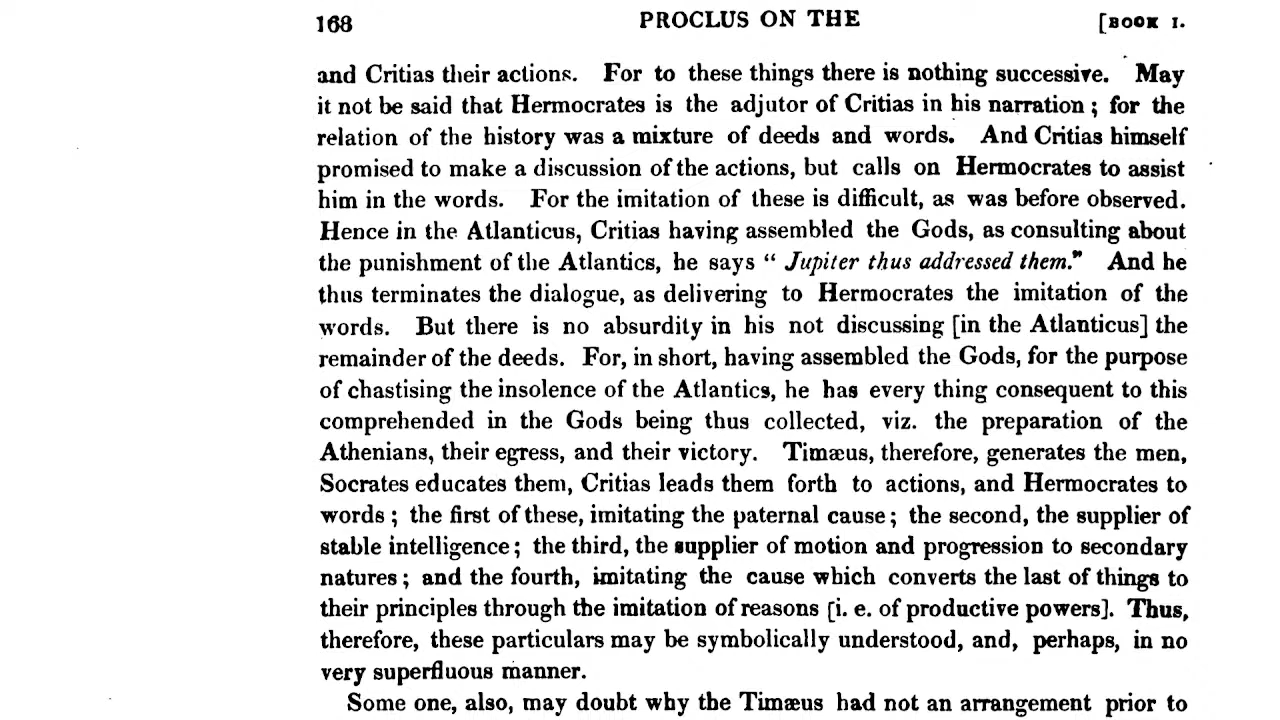 168 PROCLUS ON THE [BOOK I.
and Critias their actions. For to these things there is nothing successive. May
it not be said that Hermocrates is the adjutor of Critias in his narration ; for the
relation of the history was a mixture of deeds and words. And Critias himself
promised to make a discussion of the actions, but calls on Hermocrates to assist
him in the words. For the imitation of these is difficult, as was before observed.
Hence in the Atlanticus, Critias having assembled the Gods, as consulting about
the punishment of the Atlantics, he says “ Jupiter thus addressed them.” And he
thus terminates the dialogue, as delivering to Hermocrates the imitation of the
words. But there is no absurdity in his not discussing [in the Atlanticus] the
remainder of the deeds. For, in short, having assembled the Gods, for the purpose
of chastising the insolence of the Atlantics, he has every thing consequent to this
comprehended in the Gods being thus collected, viz. the preparation of the
Athenians, their egress, and their victory. Timæus, therefore, generates the men,
Socrates educates them, Critias leads them forth to actions, and Hermocrates to
words ; the first of these, imitating the paternal cause ; the second, the supplier of
stable intelligence ; the third, the supplier of motion and progression to secondary
natures ; and the fourth, imitating the cause which converts the last of things to
their principles through the imitation of reasons [i. e. of productive powers]. Thus,
therefore, these particulars may be symbolically understood, and, perhaps, in no
very superfluous manner.
Some one, also, may doubt why the Timæus had not an arrangement prior to